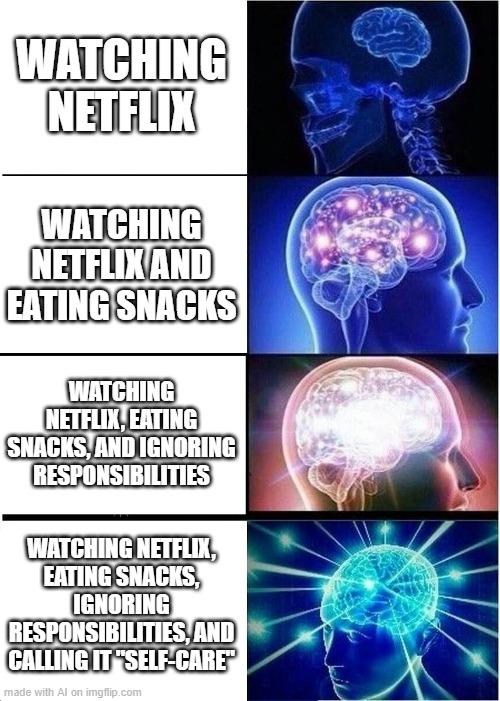 WATCHING
NETFLIX
WATCHING
NETFLIX AND
EATING SNACKS
WATCHING
NETFLIX, EATING
SNACKS, AND IGNORING
RESPONSIBILITIES
WATCHING NETFLIX,
EATING SNACKS,
IGNORING
RESPONSIBILITIES, AND
CALLING IT "SELF-CARE"
made with AI on imgflip.com